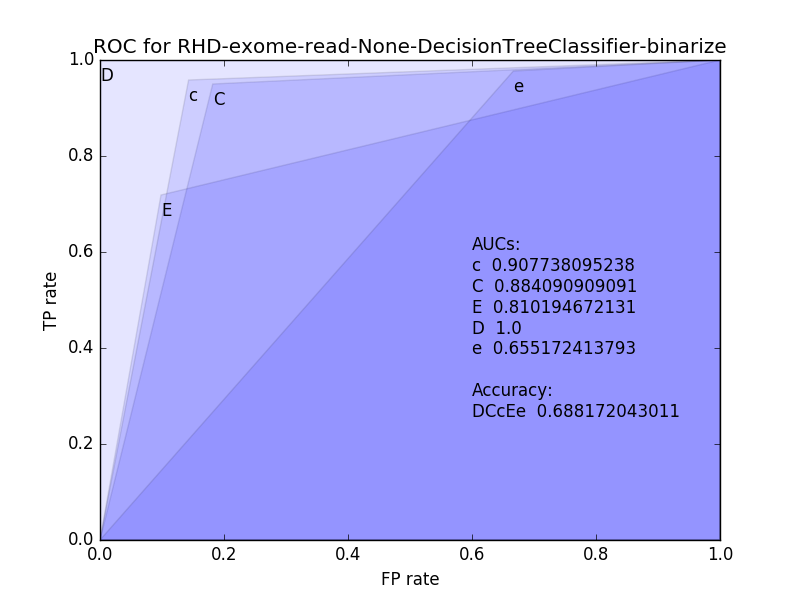 ROC for RHD-exome-read-None-DecisionTreeClassifier-binarize
1.0
D
c
C
e
0.8
E
AUCs:
0.6
c 0.907738095238
C 0.884090909091
E 0.810194672131
D 1.0
e 0.655172413793
TP rate
0.4
Accuracy:
DCcEe 0.688172043011
0.2
0.0
0.0 0.2 0.4 0.6 0.8 1.0
FP rate